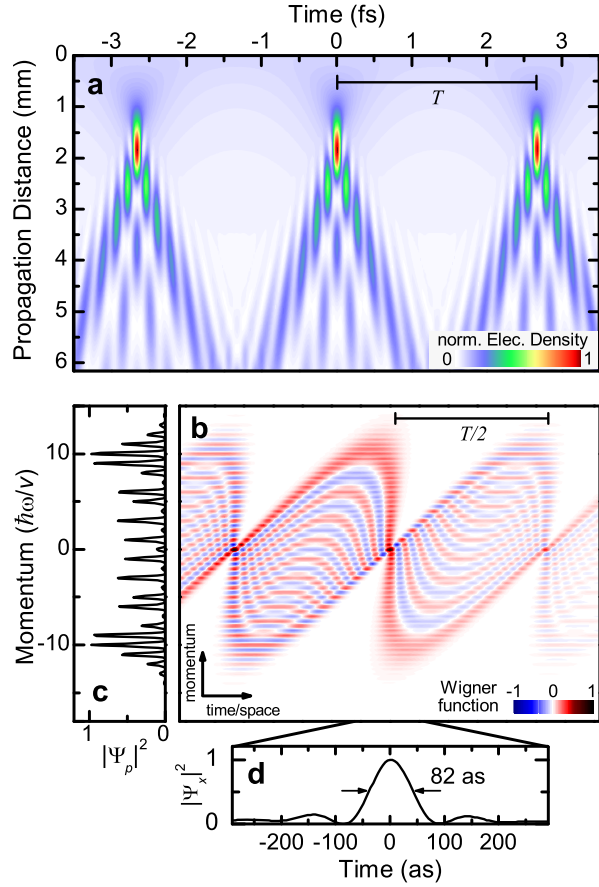 Time (fs)
-3 -2 -1 0 1 2 3
Propagation Distance (mm)
0
1
2
3
4
5
6
a
T
norm. Elec. Density
0 1
Momentum (ħω/v)
10
0
-10
b
T/2
momentum
time/space
Wigner
function
-1 0 1
c
1 0
|Ψp|²
d
|Ψx|²
1
0
82 as
-200 -100 0 100 200
Time (as)